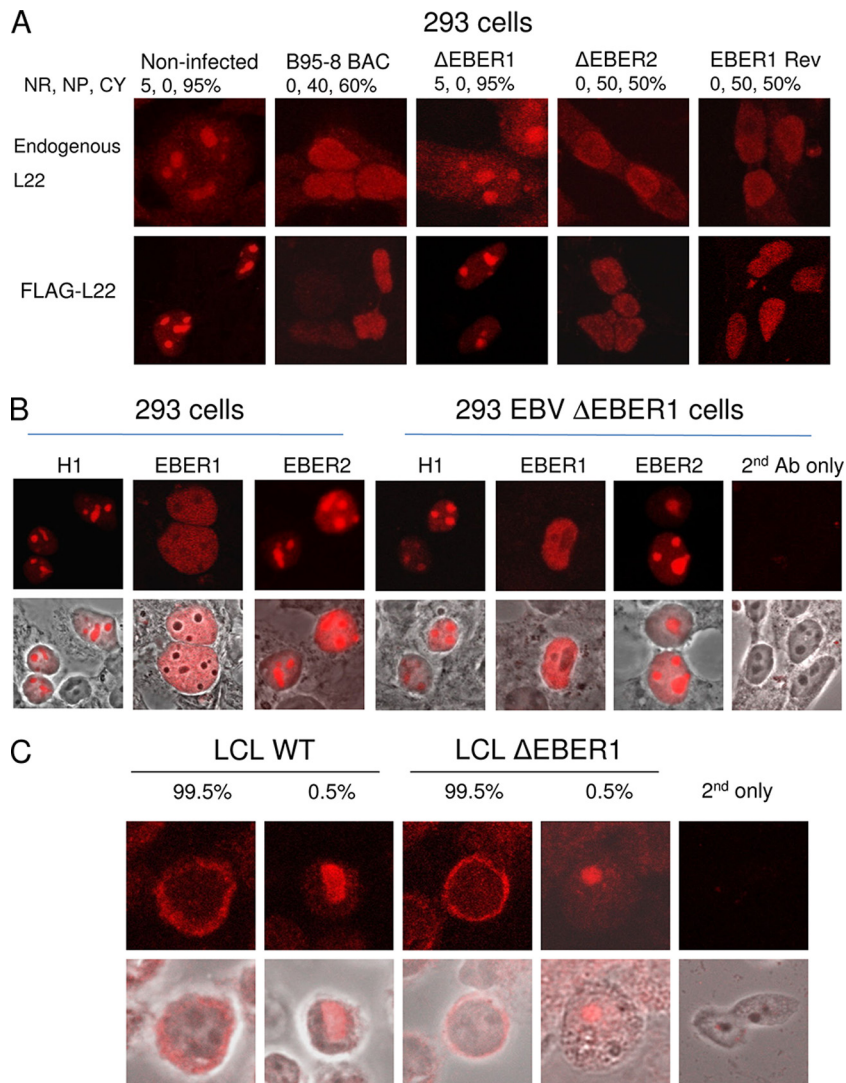 A
293 cells
Non-infected B95-8 BAC ΔEBER1 ΔEBER2 EBER1 Rev
NR, NP, CY 5, 0, 95% 0, 40, 60% 5, 0, 95% 0, 50, 50% 0, 50, 50%
Endogenous
L22
FLAG-L22
B
293 cells 293 EBV ΔEBER1 cells
H1 EBER1 EBER2 H1 EBER1 EBER2 2nd Ab only
C
LCL WT LCL ΔEBER1
99.5% 0.5% 99.5% 0.5% 2nd only